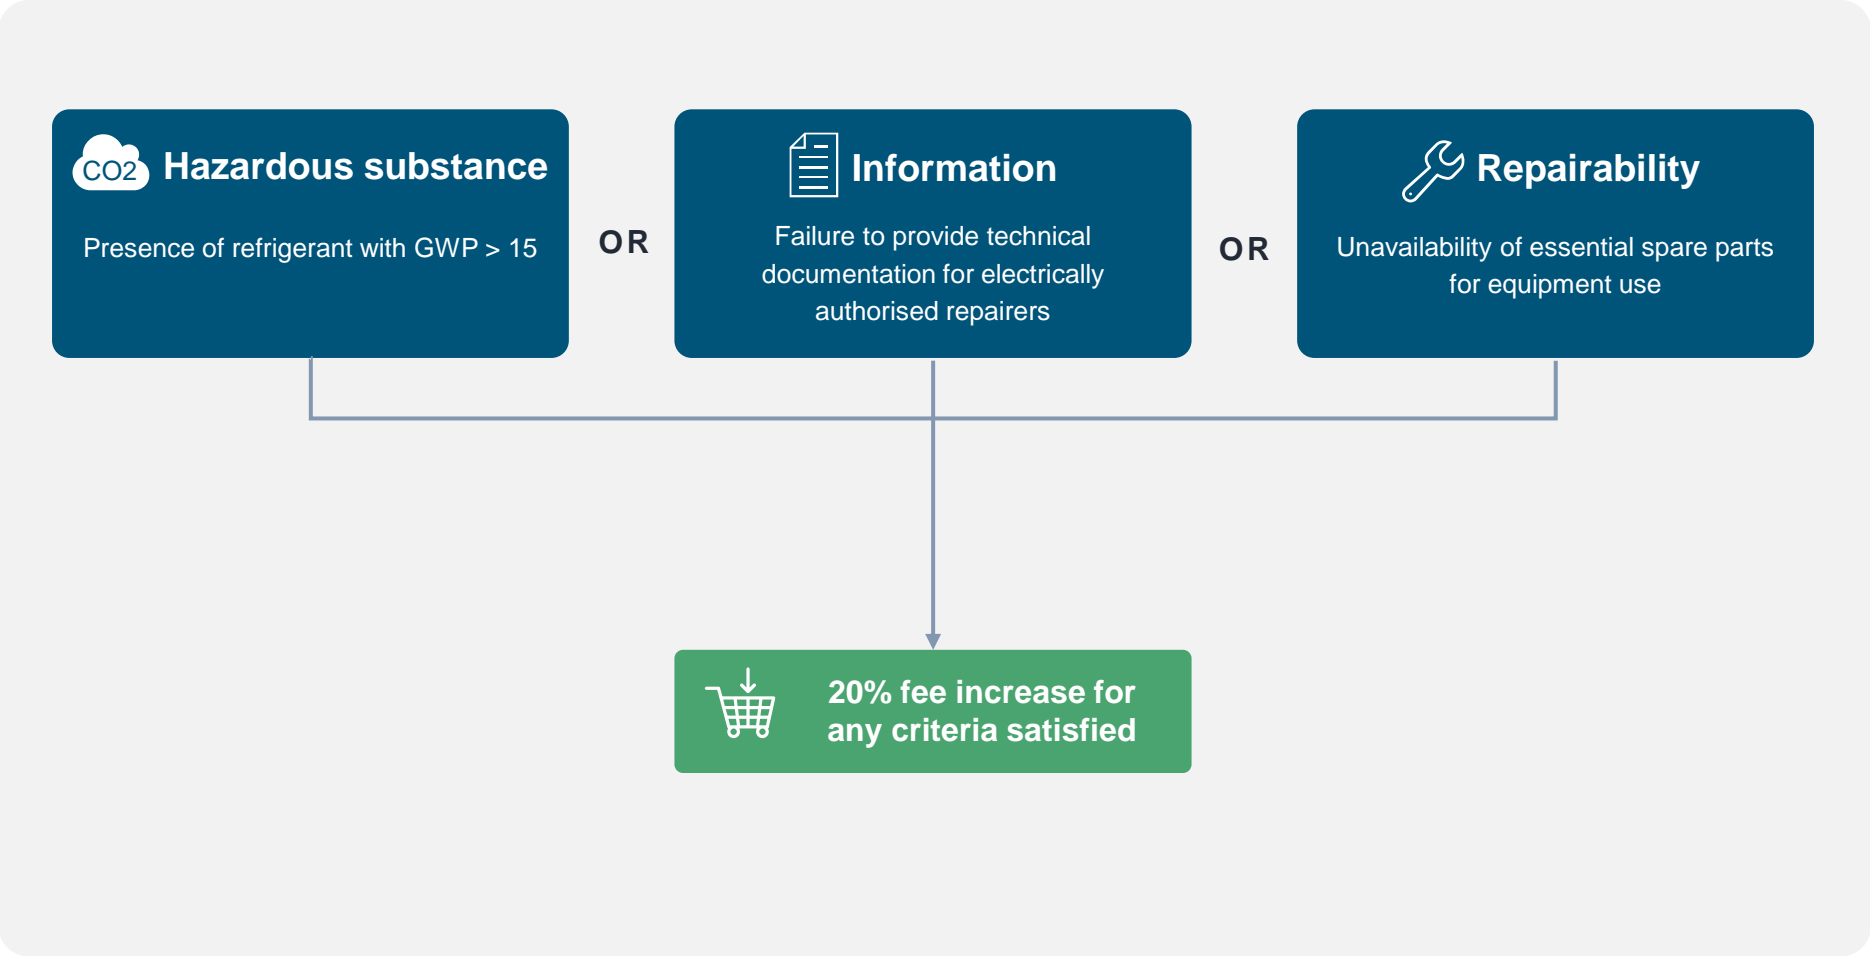 CO2
Hazardous substance
Presence of refrigerant with GWP > 15
OR
Information
Failure to provide technical
documentation for electrically
authorised repairers
OR
Repairability
Unavailability of essential spare parts
for equipment use
20% fee increase for
any criteria satisfied